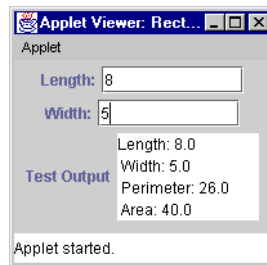 Applet Viewer: Rect...
Applet
Length: 8
Width: 5
Test Output
Length: 8.0
Width: 5.0
Perimeter: 26.0
Area: 40.0
Applet started.